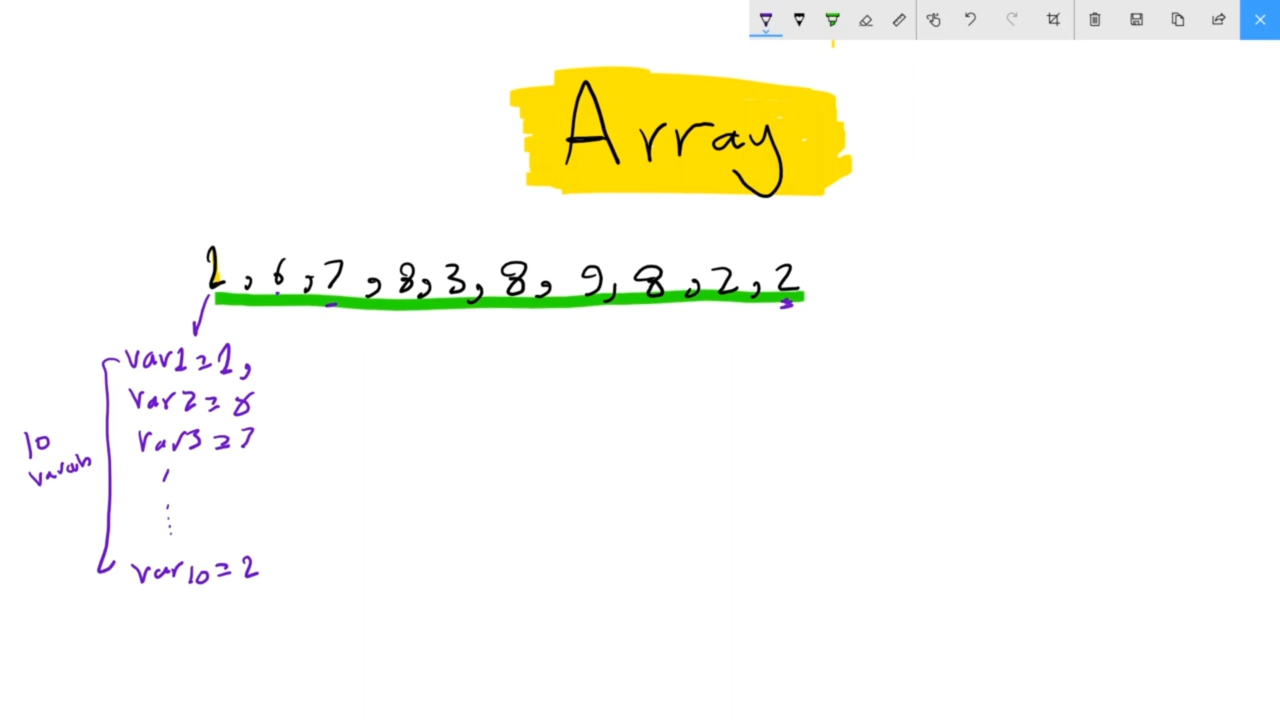 Array
1, 6, 7, 8, 3, 8, 9, 8, 2, 2
var1=1,
var2=8
var3=7
10
var10=2